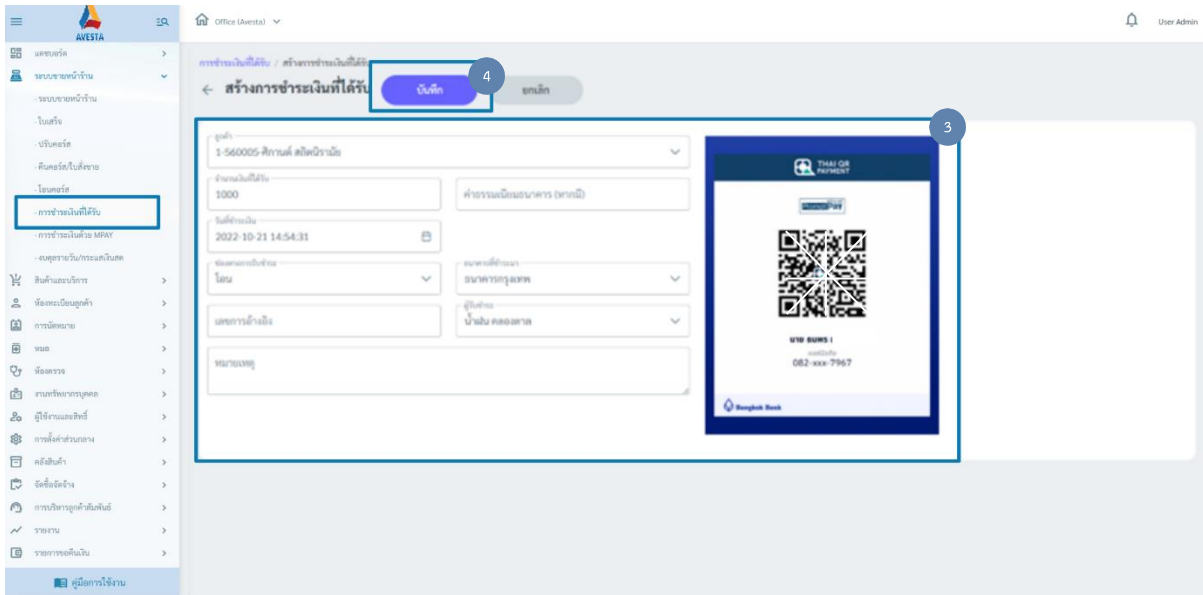 AVESTA
Office (Avesta)
User Admin
แดชบอร์ด
ระบบขายหน้าร้าน
- ระบบขายหน้าร้าน
- ใบเสร็จ
- ปรับคอร์ส
- คืนคอร์ส/ใบสั่งขาย
- โอนคอร์ส
- การชำระเงินที่ได้รับ
- การชำระเงินด้วย MPAY
- งบดุลรายวัน/กระแสเงินสด
สินค้าและบริการ
ห้องทะเบียนลูกค้า
การนัดหมาย
หมอ
ห้องตรวจ
งานทรัพยากรบุคคล
ผู้ใช้งานและสิทธิ์
การตั้งค่าส่วนกลาง
คลังสินค้า
จัดซื้อจัดจ้าง
การบริหารลูกค้าสัมพันธ์
รายงาน
รายการขอคืนเงิน
คู่มือการใช้งาน
การชำระเงินที่ได้รับ / สร้างการชำระเงินที่ได้รับ
สร้างการชำระเงินที่ได้รับ
บันทึก
4
ยกเลิก
3
ลูกค้า
1-560005-ศิกานต์ สถิตนิรามัย
จำนวนเงินที่ได้รับ
1000
ค่าธรรมเนียมธนาคาร (หากมี)
วันที่ชำระเงิน
2022-10-21 14:54:31
ช่องทางการรับชำระ
โอน
ธนาคารที่ชำระมา
ธนาคารกรุงเทพ
เลขการอ้างอิง
ผู้รับชำระ
น้ำฝน คลองตาล
หมายเหตุ
THAI QR
PAYMENT
PromptPay
นาย ธนพร
082-xxx-7967
Bangkok Bank